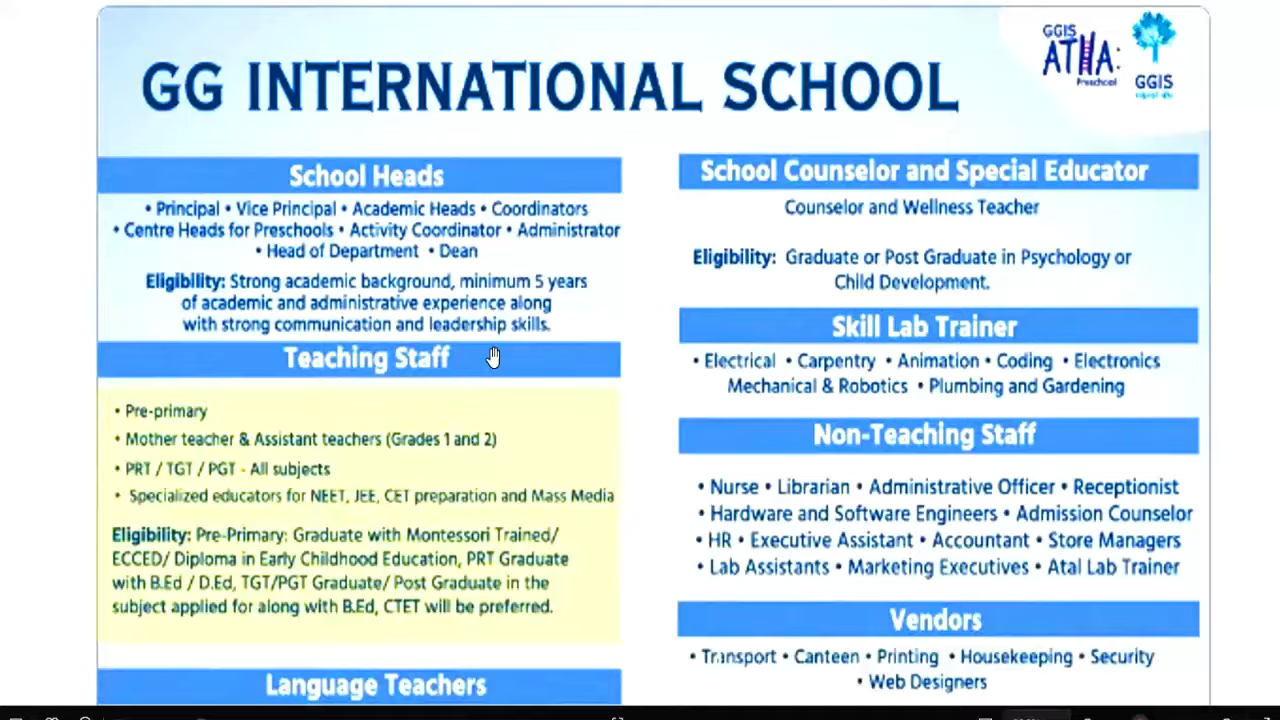 GG INTERNATIONAL SCHOOL
GGIS
ATHA:
Preschool
GGIS
School Heads
• Principal • Vice Principal • Academic Heads • Coordinators
• Centre Heads for Preschools • Activity Coordinator • Administrator
• Head of Department • Dean
Eligibility: Strong academic background, minimum 5 years
of academic and administrative experience along
with strong communication and leadership skills.
Teaching Staff
• Pre-primary
• Mother teacher & Assistant teachers (Grades 1 and 2)
• PRT / TGT / PGT - All subjects
• Specialized educators for NEET, JEE, CET preparation and Mass Media
Eligibility: Pre-Primary: Graduate with Montessori Trained/
ECCED/ Diploma in Early Childhood Education, PRT Graduate
with B.Ed / D.Ed, TGT/PGT Graduate/ Post Graduate in the
subject applied for along with B.Ed, CTET will be preferred.
Language Teachers
School Counselor and Special Educator
Counselor and Wellness Teacher
Eligibility: Graduate or Post Graduate in Psychology or
Child Development.
Skill Lab Trainer
• Electrical • Carpentry • Animation • Coding • Electronics
Mechanical & Robotics • Plumbing and Gardening
Non-Teaching Staff
• Nurse • Librarian • Administrative Officer • Receptionist
• Hardware and Software Engineers • Admission Counselor
• HR • Executive Assistant • Accountant • Store Managers
• Lab Assistants • Marketing Executives • Atal Lab Trainer
Vendors
• Transport • Canteen • Printing • Housekeeping • Security
• Web Designers